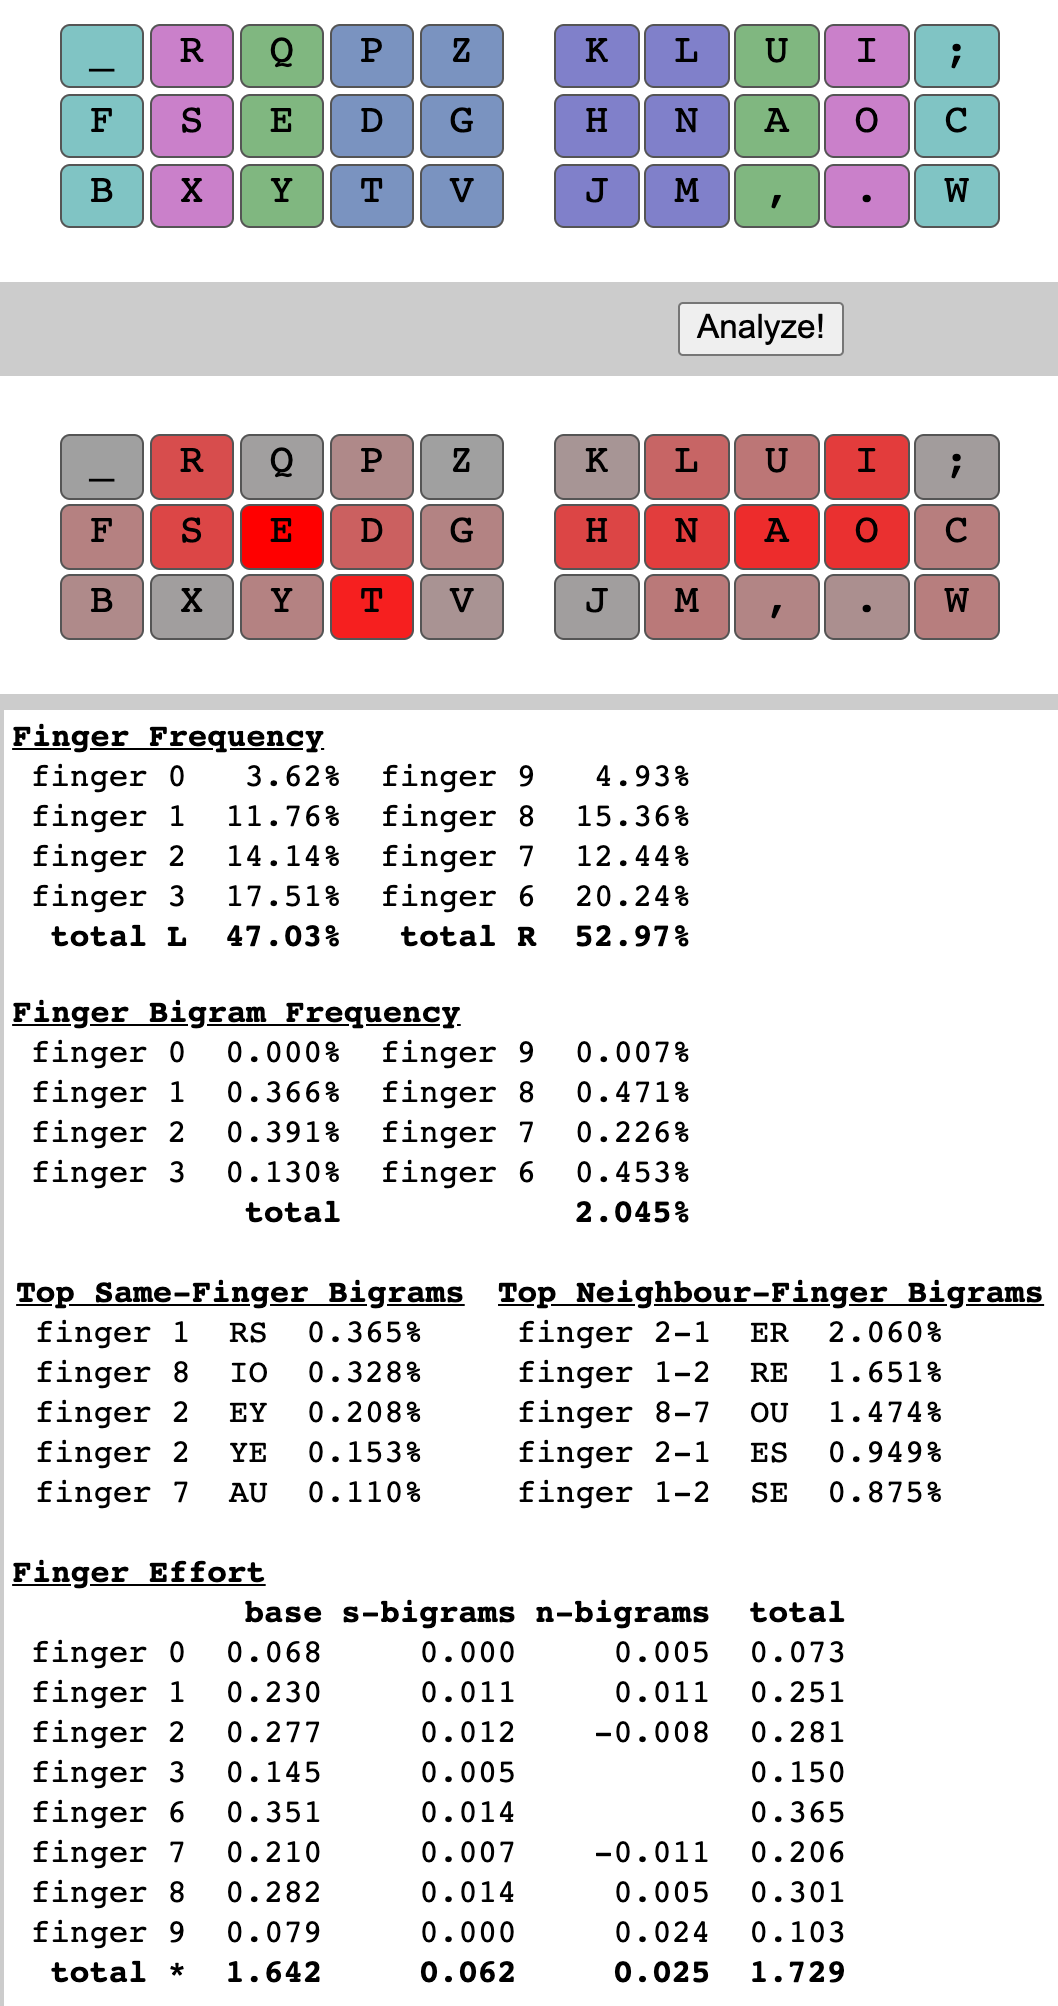 _ R Q P Z K L U I ;
F S E D G H N A O C
B X Y T V J M , . W
Analyze!
_ R Q P Z K L U I ;
F S E D G H N A O C
B X Y T V J M , . W
Finger Frequency
finger 0 3.62% finger 9 4.93%
finger 1 11.76% finger 8 15.36%
finger 2 14.14% finger 7 12.44%
finger 3 17.51% finger 6 20.24%
total L 47.03% total R 52.97%
Finger Bigram Frequency
finger 0 0.000% finger 9 0.007%
finger 1 0.366% finger 8 0.471%
finger 2 0.391% finger 7 0.226%
finger 3 0.130% finger 6 0.453%
total 2.045%
Top Same-Finger Bigrams Top Neighbour-Finger Bigrams
finger 1 RS 0.365% finger 2-1 ER 2.060%
finger 8 IO 0.328% finger 1-2 RE 1.651%
finger 2 EY 0.208% finger 8-7 OU 1.474%
finger 2 YE 0.153% finger 2-1 ES 0.949%
finger 7 AU 0.110% finger 1-2 SE 0.875%
Finger Effort
base s-bigrams n-bigrams total
finger 0 0.068 0.000 0.005 0.073
finger 1 0.230 0.011 0.011 0.251
finger 2 0.277 0.012 -0.008 0.281
finger 3 0.145 0.005 0.150
finger 6 0.351 0.014 0.365
finger 7 0.210 0.007 -0.011 0.206
finger 8 0.282 0.014 0.005 0.301
finger 9 0.079 0.000 0.024 0.103
total * 1.642 0.062 0.025 1.729